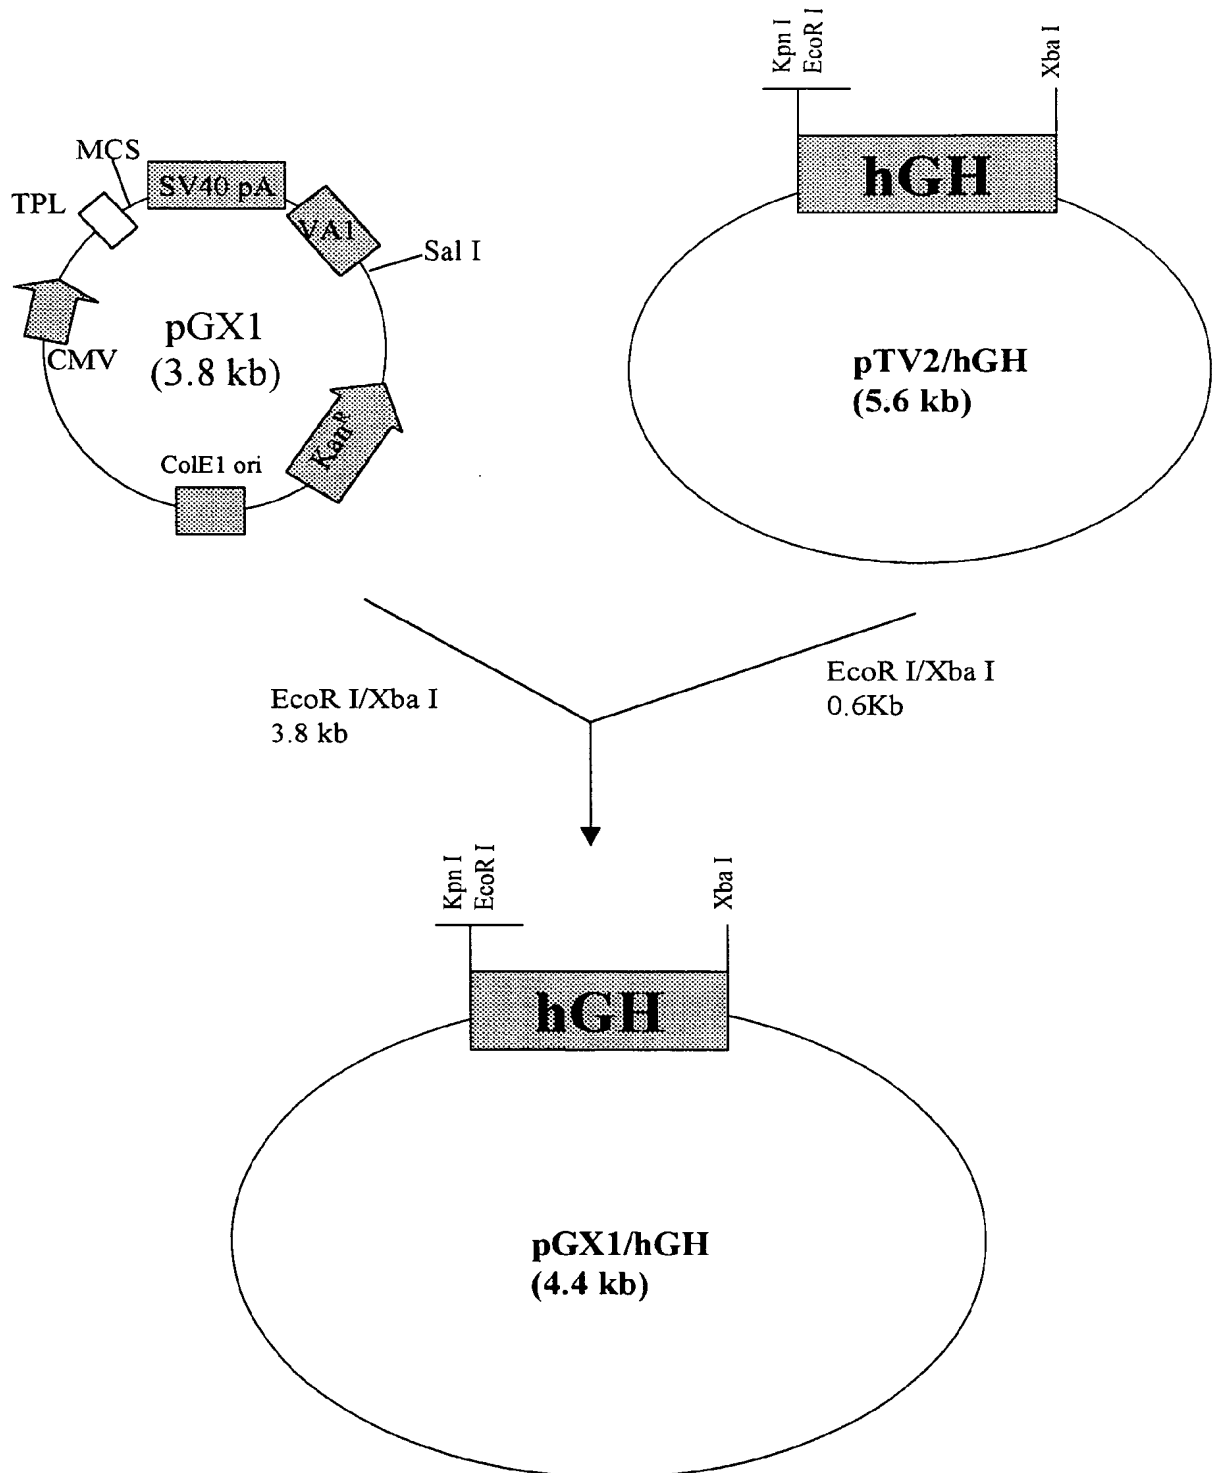 MCS
TPL
SV40 pA
VA1
Sal I
pGX1
(3.8 kb)
CMV
Kanᴿ
ColE1 ori
Kpn I
EcoR I
Xba I
hGH
pTV2/hGH
(5.6 kb)
EcoR I/Xba I
3.8 kb
EcoR I/Xba I
0.6Kb
Kpn I
EcoR I
Xba I
hGH
pGX1/hGH
(4.4 kb)